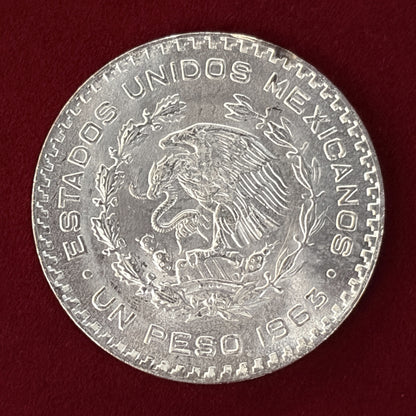 ESTADOS UNIDOS MEXICANOS
· UN PESO 1963 ·